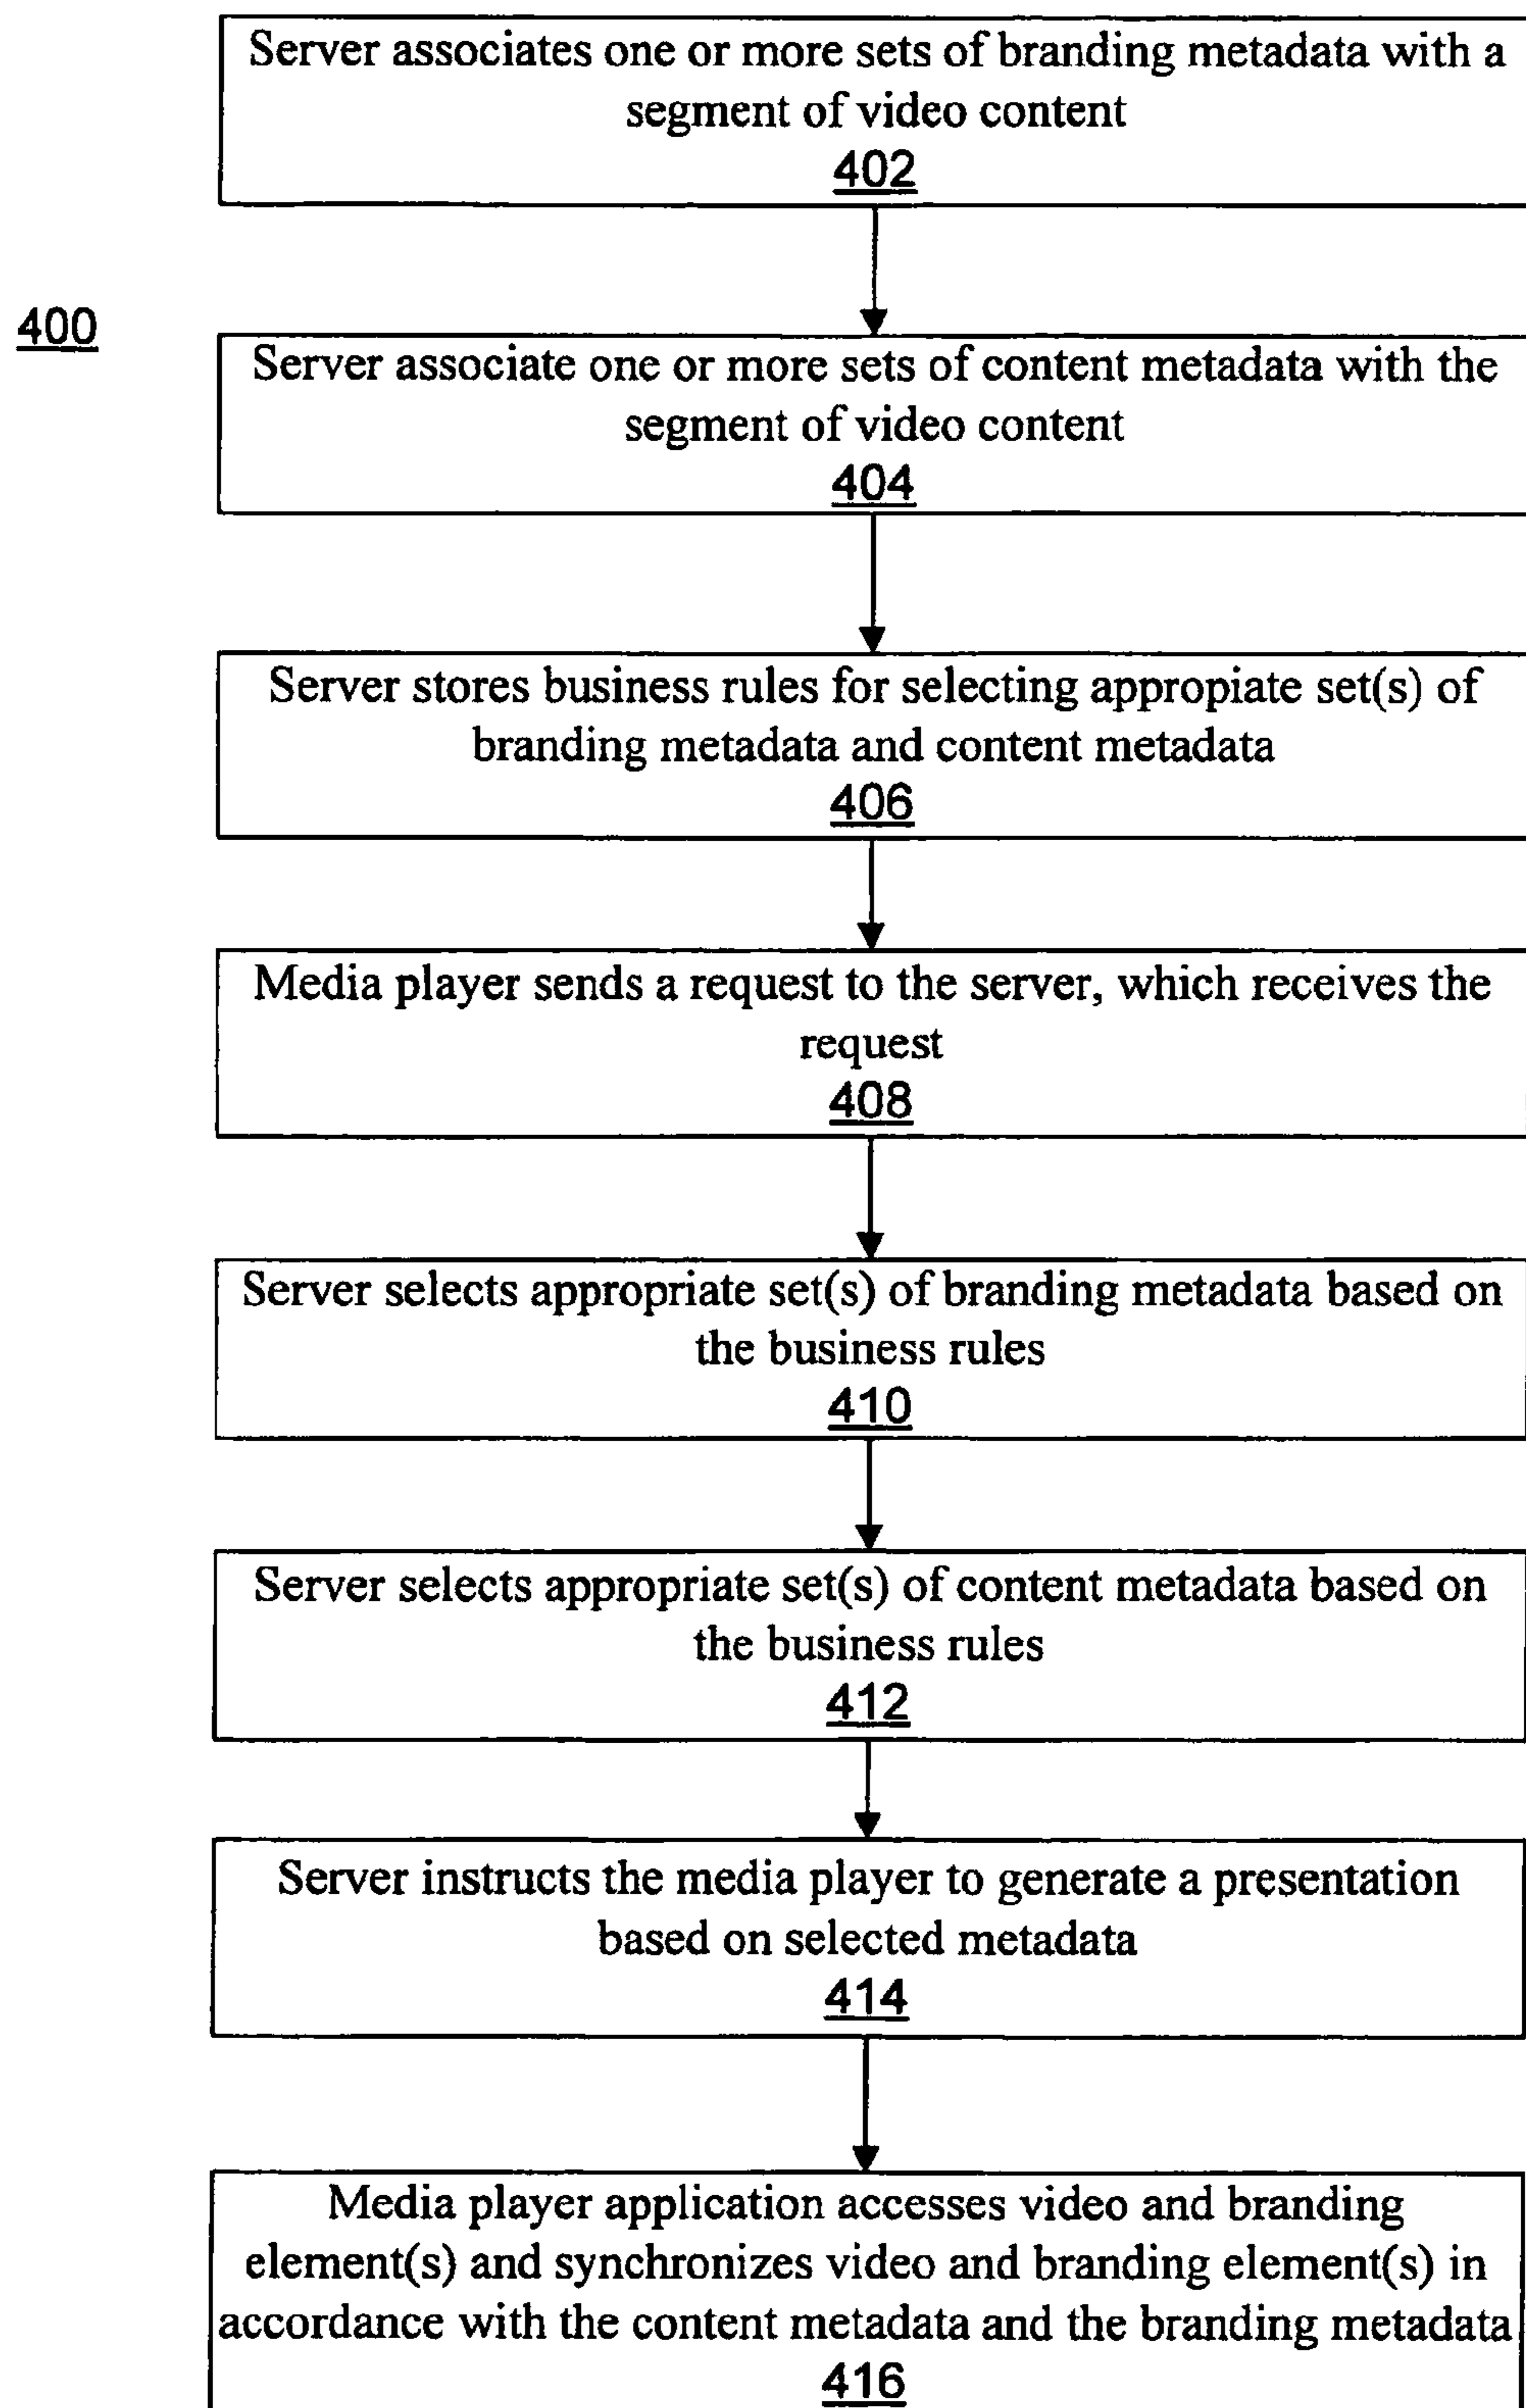 Server associates one or more sets of branding metadata with a
segment of video content
402
400
Server associate one or more sets of content metadata with the
segment of video content
404
Server stores business rules for selecting appropiate set(s) of
branding metadata and content metadata
406
Media player sends a request to the server, which receives the
request
408
Server selects appropriate set(s) of branding metadata based on
the business rules
410
Server selects appropriate set(s) of content metadata based on
the business rules
412
Server instructs the media player to generate a presentation
based on selected metadata
414
Media player application accesses video and branding
element(s) and synchronizes video and branding element(s) in
accordance with the content metadata and the branding metadata
416